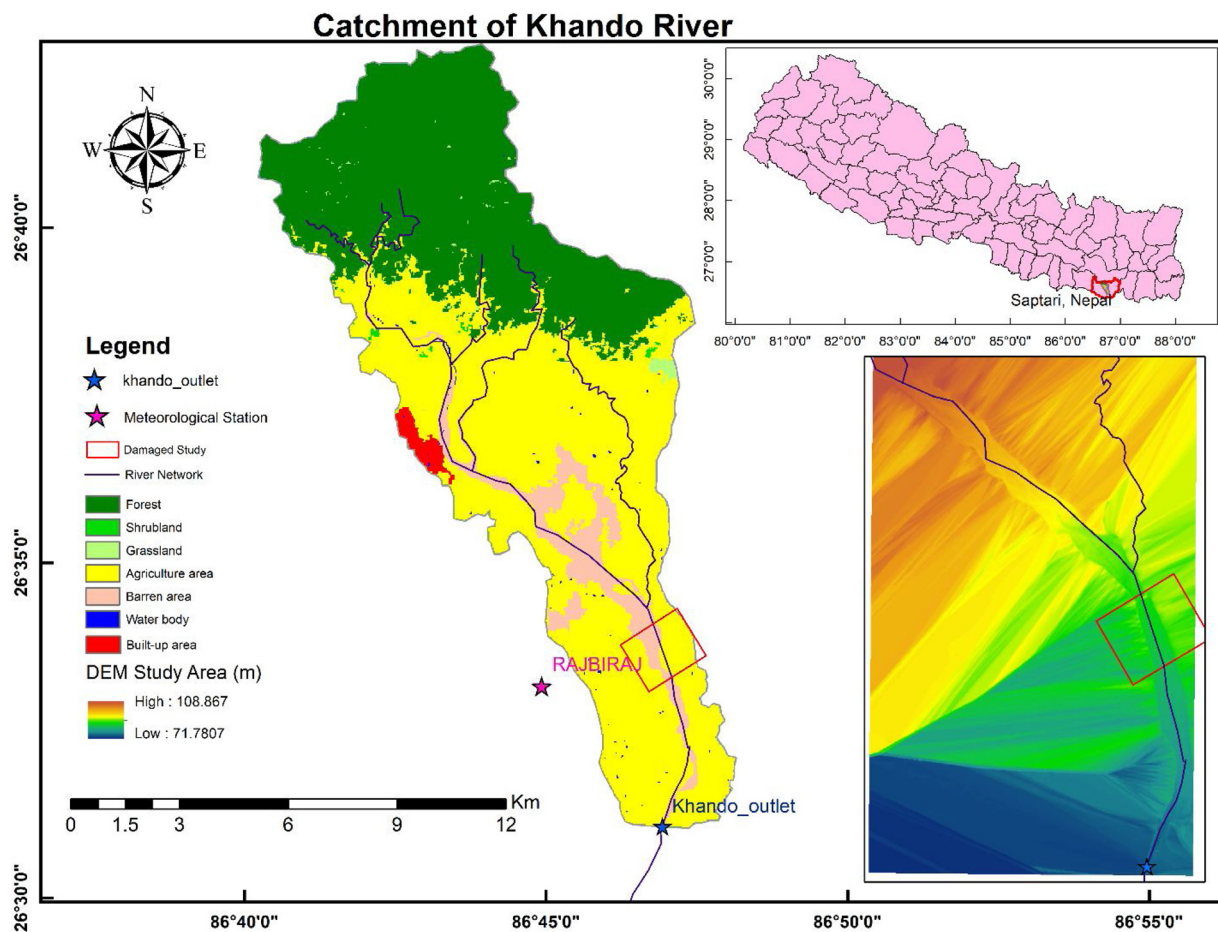 Catchment of Khando River
N
W
E
S
26°40'0"
26°35'0"
26°30'0"
86°40'0"
86°45'0"
86°50'0"
86°55'0"
30°0'0"
29°0'0"
28°0'0"
27°0'0"
80°0'0"
81°0'0"
82°0'0"
83°0'0"
84°0'0"
85°0'0"
86°0'0"
87°0'0"
88°0'0"
Saptari, Nepal
Legend
khando_outlet
Meteorological Station
Damaged Study
River Network
Forest
Shrubland
Grassland
Agriculture area
Barren area
Water body
Built-up area
DEM Study Area (m)
High : 108.867
Low : 71.7807
RAJBIRAJ
Khando_outlet
Km
0 1.5 3 6 9 12